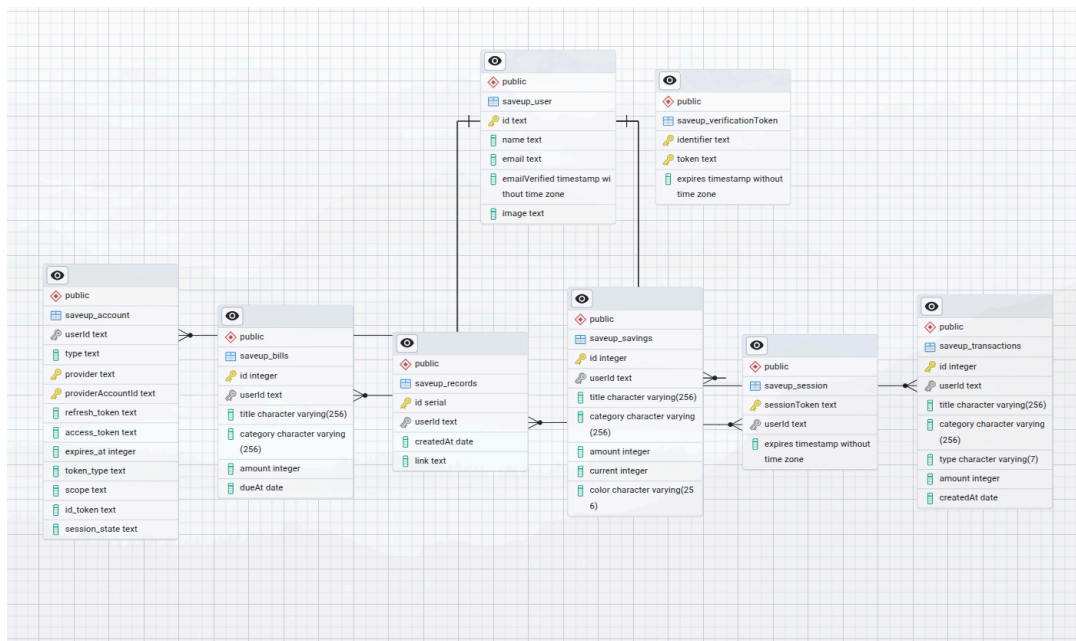 public
saveup_user
id text
name text
email text
emailVerified timestamp wi
thout time zone
image text
public
saveup_verificationToken
identifier text
token text
expires timestamp without
time zone
public
saveup_account
userId text
type text
provider text
providerAccountId text
refresh_token text
access_token text
expires_at integer
token_type text
scope text
id_token text
session_state text
public
saveup_bills
id integer
userId text
title character varying(256)
category character varying
(256)
amount integer
dueAt date
public
saveup_records
id serial
userId text
createdAt date
link text
public
saveup_savings
id integer
userId text
title character varying(256)
category character varying
(256)
amount integer
current integer
color character varying(25
6)
public
saveup_session
sessionToken text
userId text
expires timestamp without
time zone
public
saveup_transactions
id integer
userId text
title character varying(256)
category character varying
(256)
type character varying(7)
amount integer
createdAt date